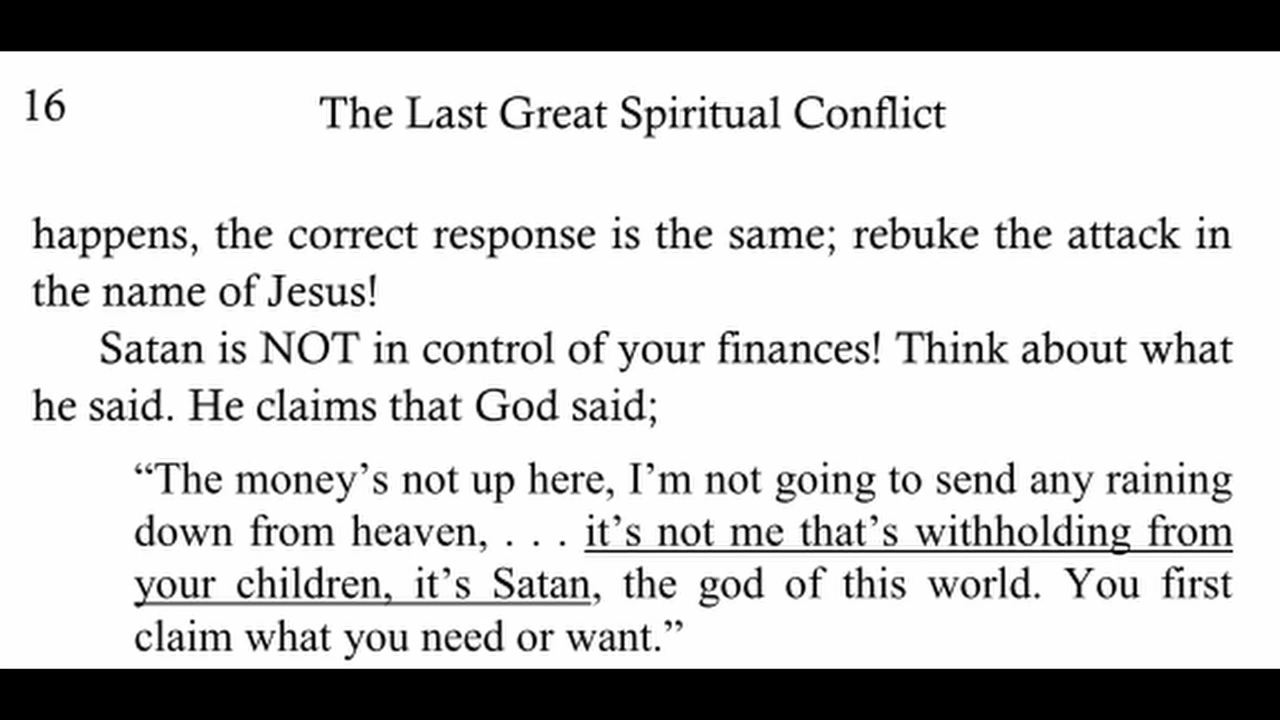 16
The Last Great Spiritual Conflict
happens, the correct response is the same; rebuke the attack in
the name of Jesus!
Satan is NOT in control of your finances! Think about what
he said. He claims that God said;
“The money’s not up here, I’m not going to send any raining
down from heaven, . . . it’s not me that’s withholding from
your children, it’s Satan, the god of this world. You first
claim what you need or want.”